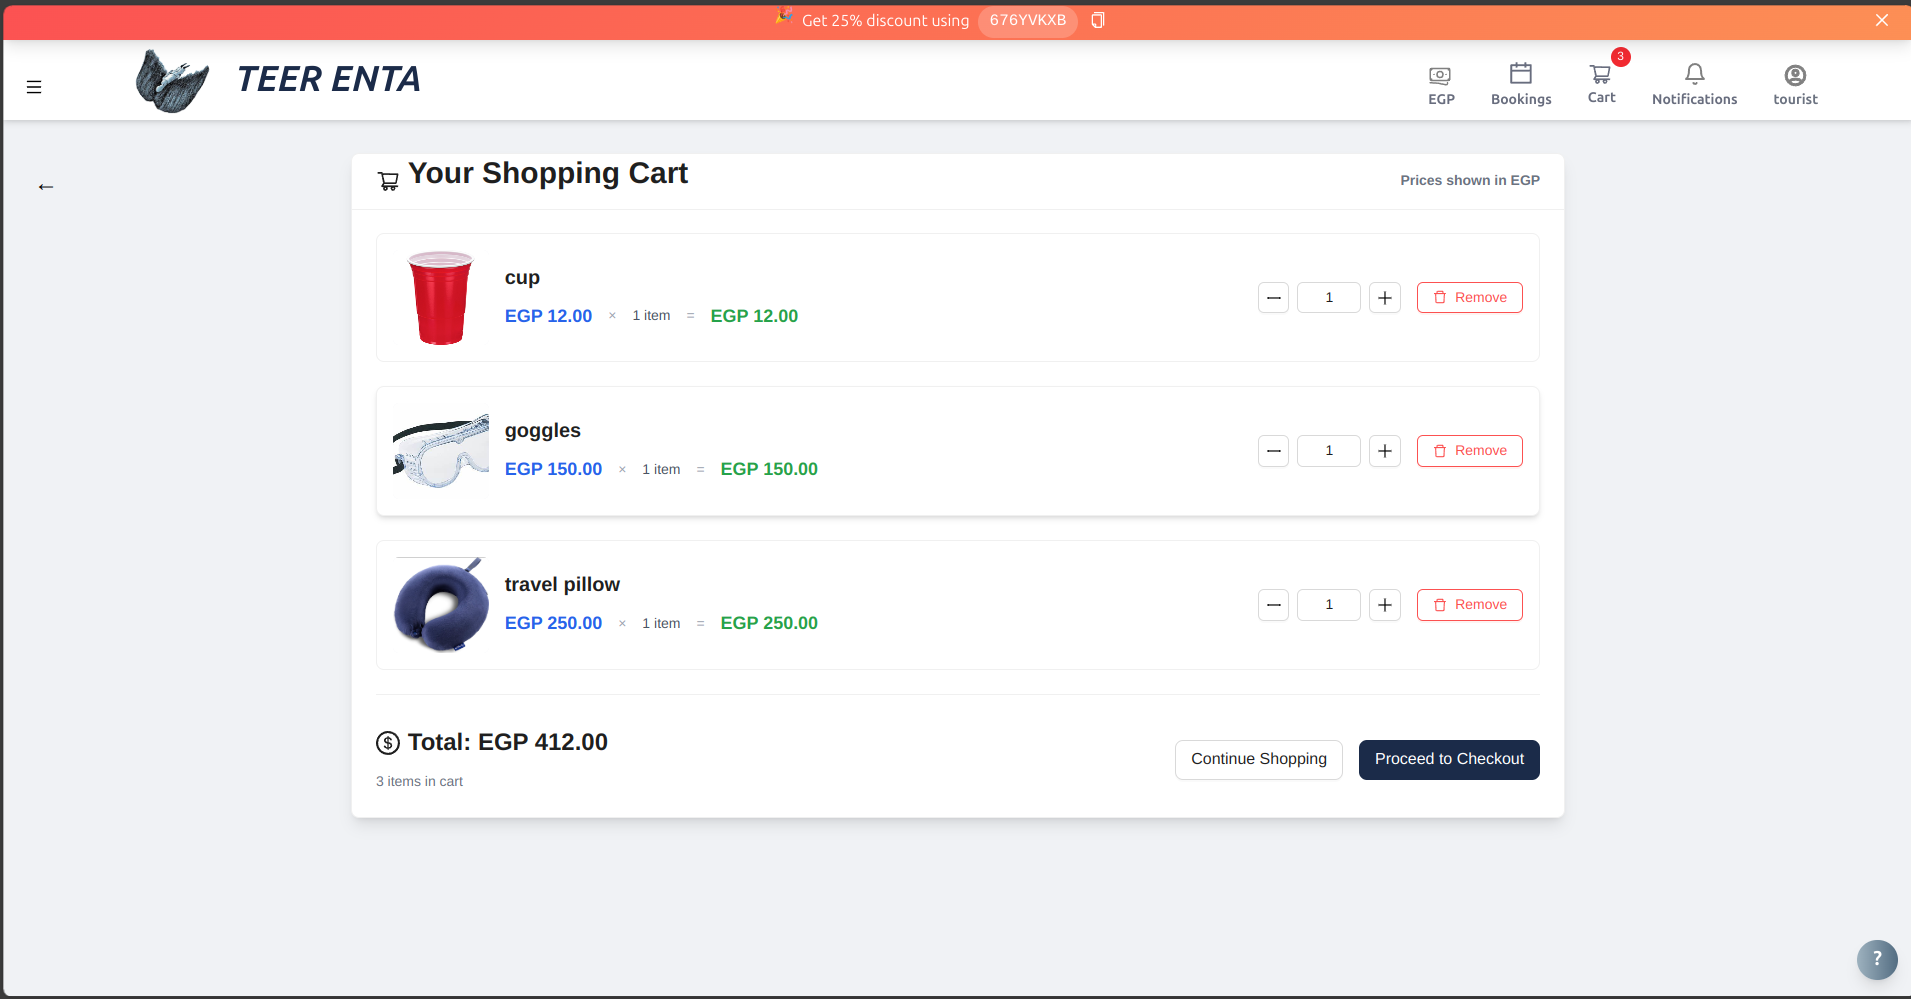 🎉 Get 25% discount using 676YVKXB
TEER ENTA
EGP
Bookings
3
Cart
Notifications
tourist
Your Shopping Cart
Prices shown in EGP
cup
EGP 12.00 × 1 item = EGP 12.00
1
Remove
goggles
EGP 150.00 × 1 item = EGP 150.00
1
Remove
travel pillow
EGP 250.00 × 1 item = EGP 250.00
1
Remove
Total: EGP 412.00
3 items in cart
Continue Shopping
Proceed to Checkout
?